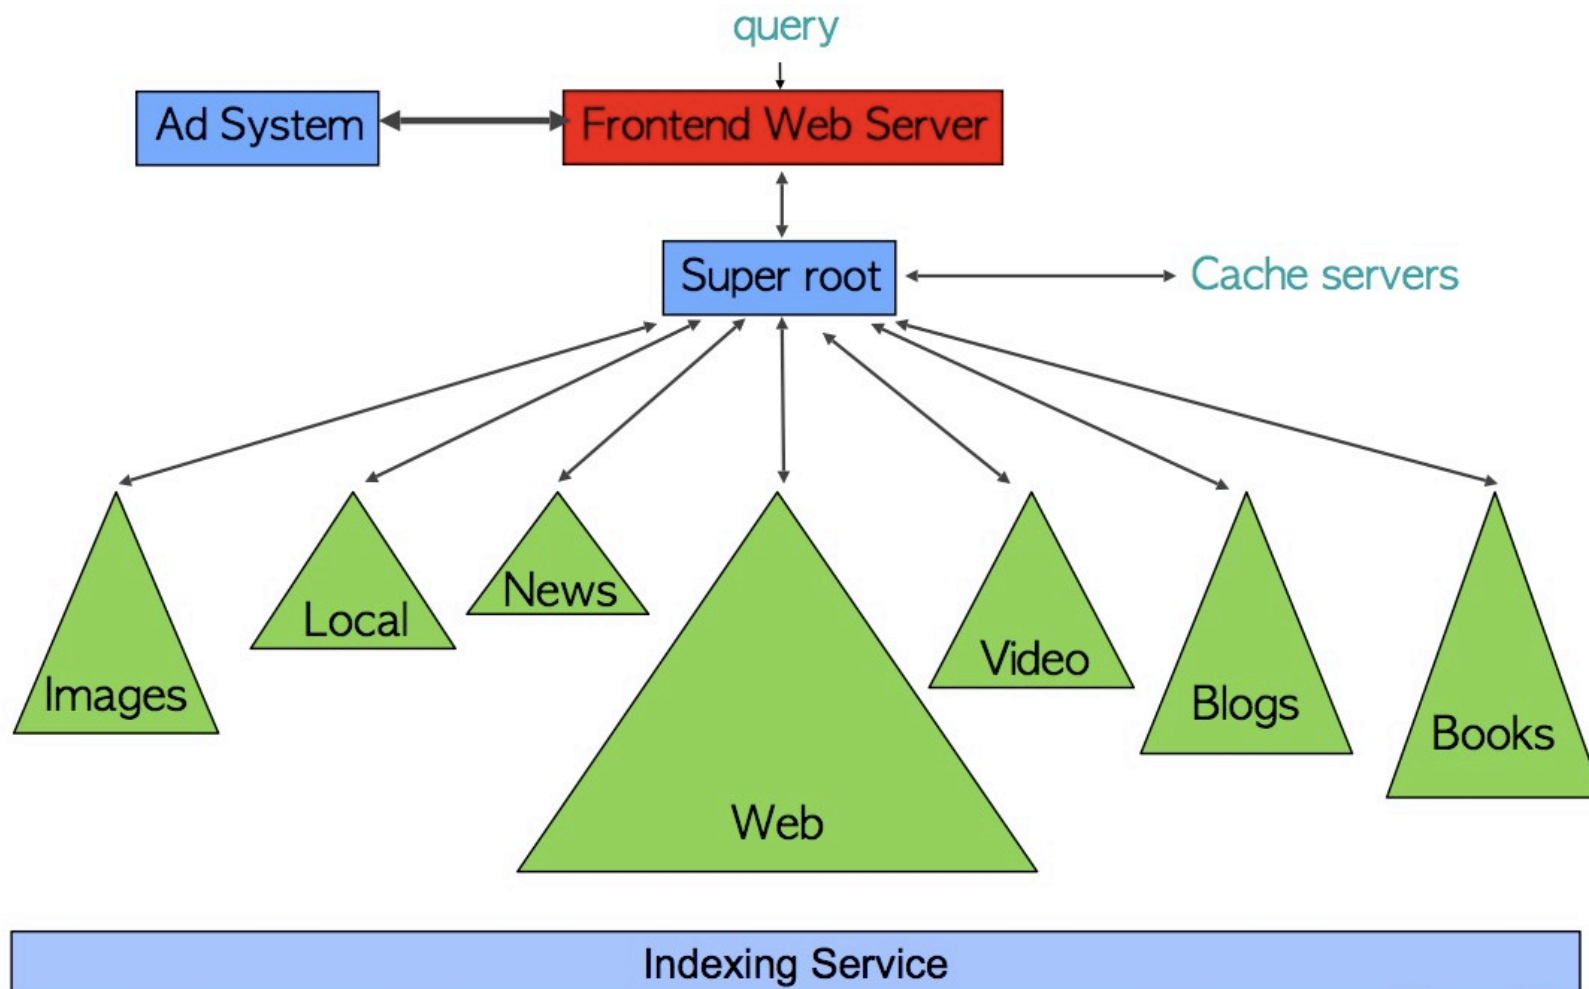 query
Ad System
Frontend Web Server
Super root
Cache servers
Images
Local
News
Web
Video
Blogs
Books
Indexing Service